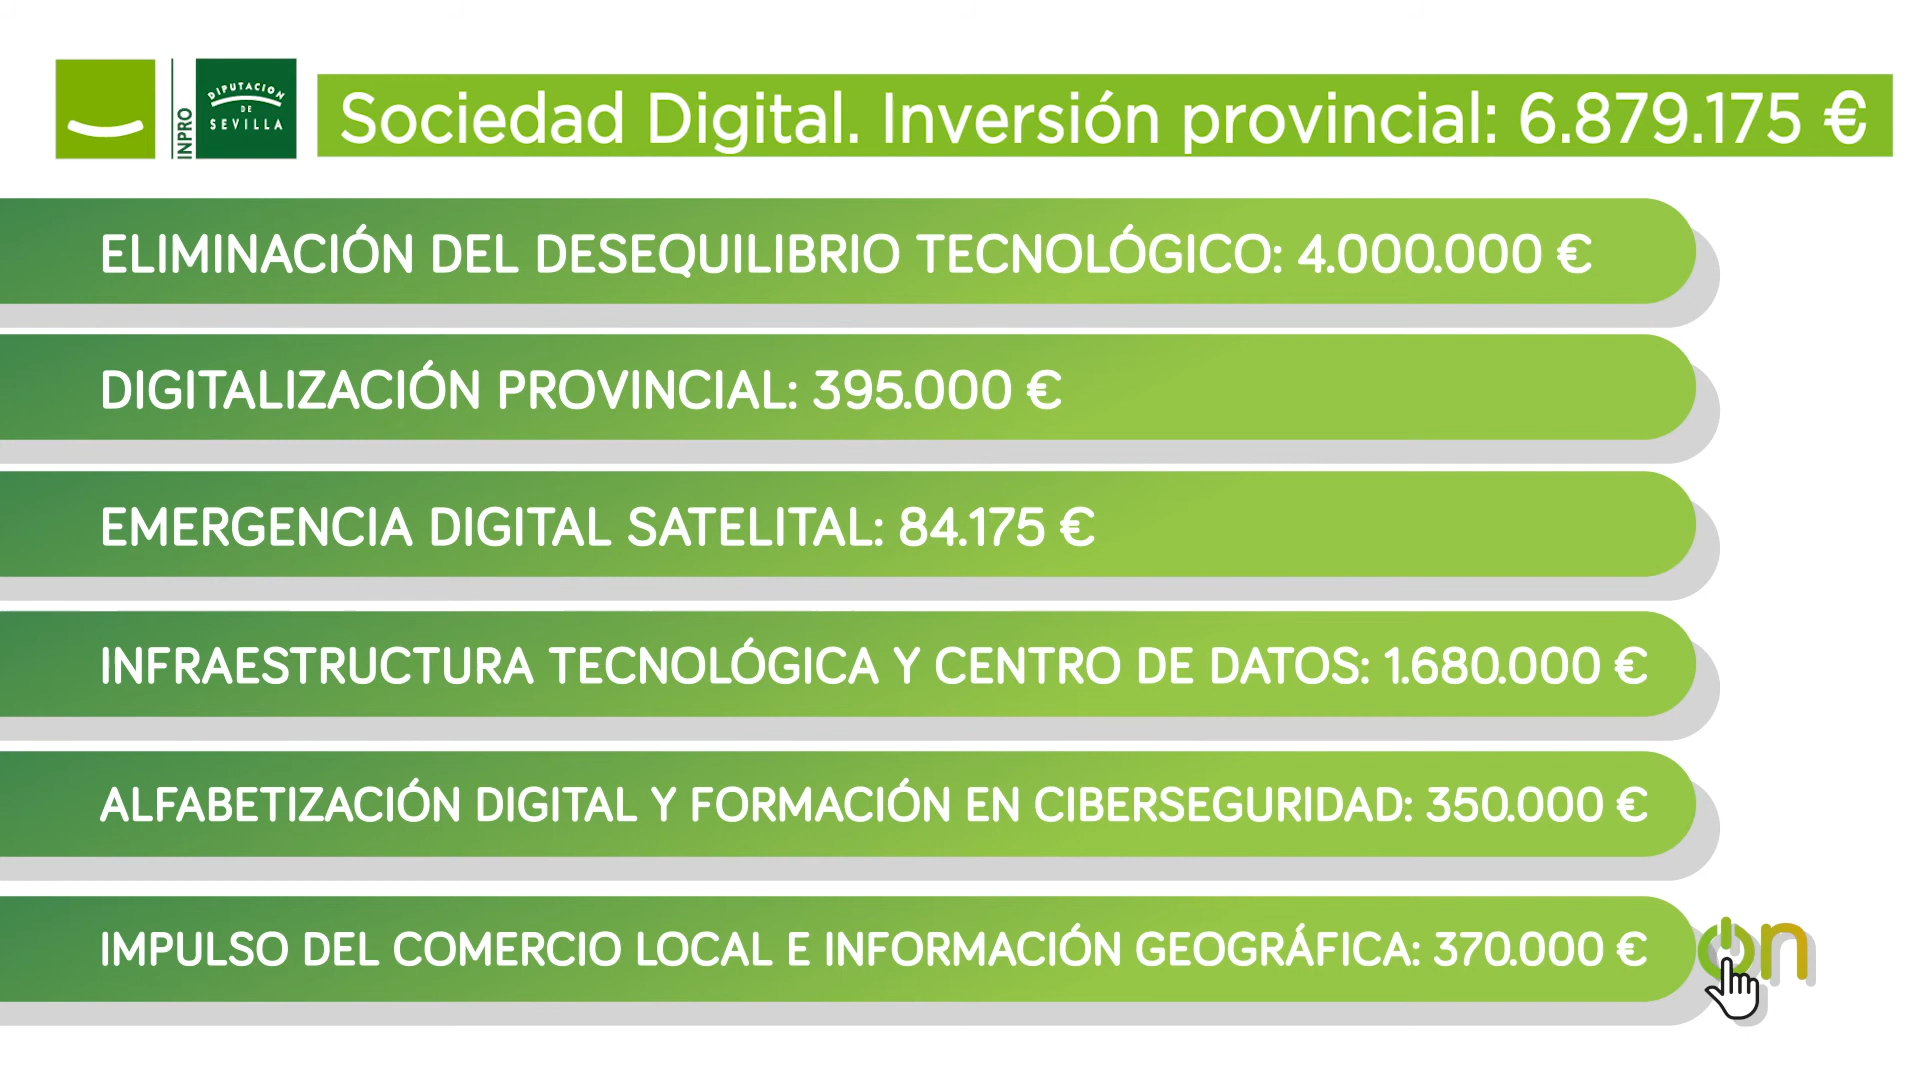 INPRO
DIPUTACION
DE
SEVILLA
Sociedad Digital. Inversión provincial: 6.879.175 €
ELIMINACIÓN DEL DESEQUILIBRIO TECNOLÓGICO: 4.000.000 €
DIGITALIZACIÓN PROVINCIAL: 395.000 €
EMERGENCIA DIGITAL SATELITAL: 84.175 €
INFRAESTRUCTURA TECNOLÓGICA Y CENTRO DE DATOS: 1.680.000 €
ALFABETIZACIÓN DIGITAL Y FORMACIÓN EN CIBERSEGURIDAD: 350.000 €
IMPULSO DEL COMERCIO LOCAL E INFORMACIÓN GEOGRÁFICA: 370.000 €
on